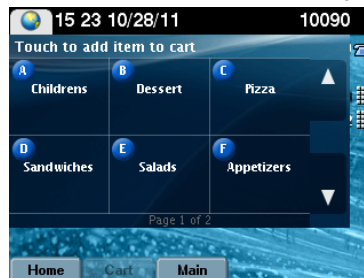 15 23 10/28/11 10090
Touch to add item to cart
A B C
Childrens Dessert Pizza
D E F
Sandwiches Salads Appetizers
Page 1 of 2
Home Cart Main